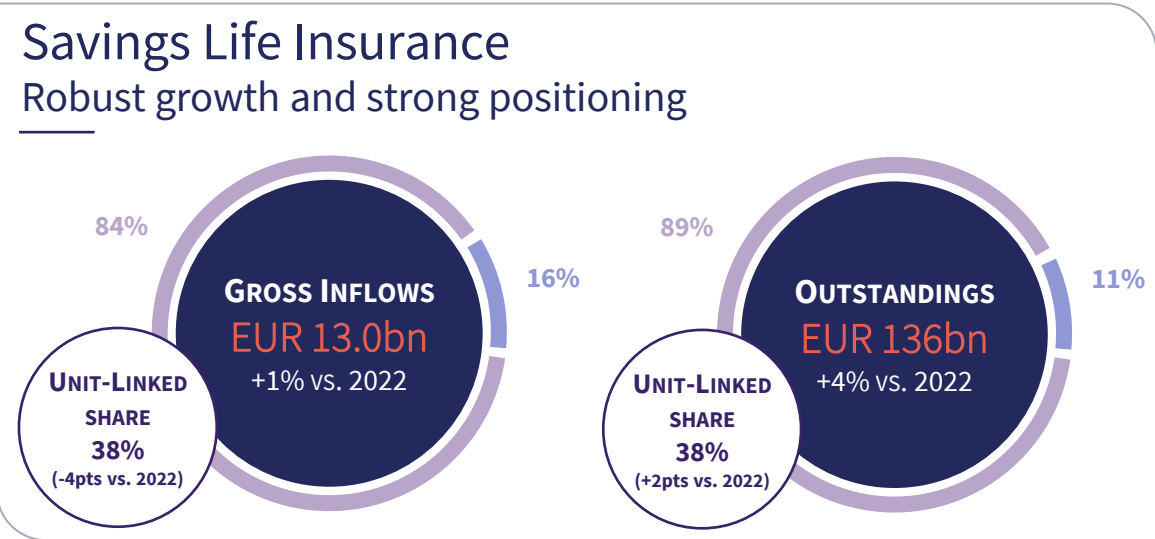 Savings Life Insurance
Robust growth and strong positioning
84%
GROSS INFLOWS
EUR 13.0bn
+1% VS. 2022
16%
UNIT-LINKED
SHARE
38%
(-4pts vs. 2022)
89%
OUTSTANDINGS
EUR 136bn
+4% VS. 2022
11%
UNIT-LINKED
SHARE
38%
(+2pts vs. 2022)